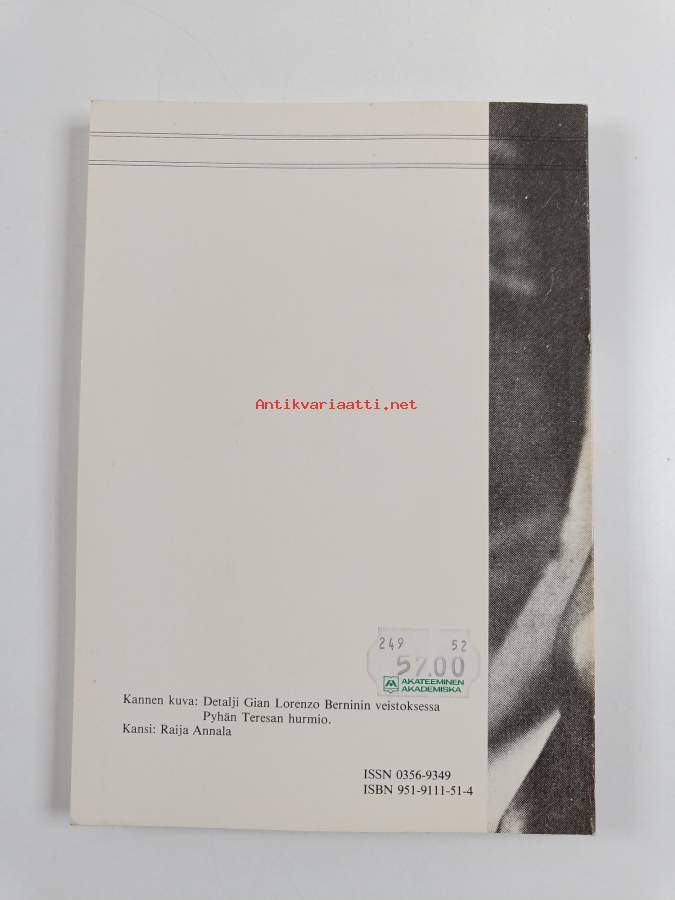 Antikvariaatti.net
249 52
57.00
AKATEEMINEN
AKADEMISKA
Kannen kuva: Detalji Gian Lorenzo Berninin veistoksessa
Pyhän Teresan hurmio.
Kansi: Raija Annala
ISSN 0356-9349
ISBN 951-9111-51-4